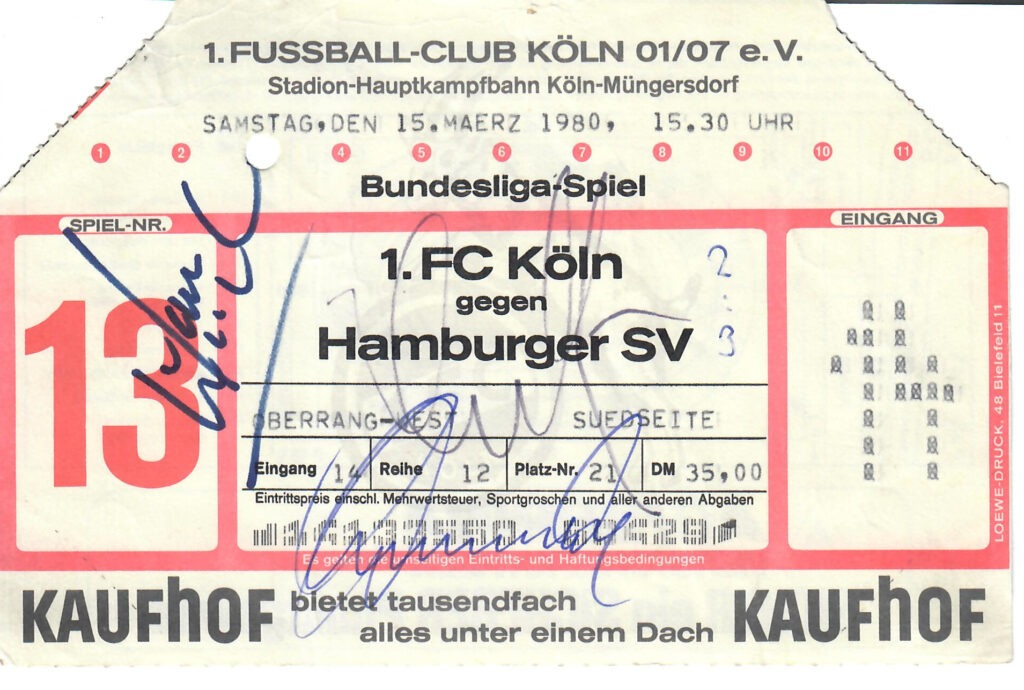 1.FUSSBALL-CLUB KÖLN 01/07 e.V.
Stadion-Hauptkampfbahn Köln-Müngersdorf
SAMSTAG,DEN 15.MAERZ 1980, 15.30 UHR
1 2 4 5 6 7 8 9 10 11
Bundesliga-Spiel
SPIEL-NR.
13
1.FC Köln
gegen
Hamburger SV
2
:
3
OBERRANG-WEST SUEDSEITE
Eingang 14 Reihe 12 Platz-Nr. 21 DM 35,00
Eintrittspreis einschl. Mehrwertsteuer, Sportgroschen und aller anderen Abgaben
Es gelten die umseitigen Eintritts- und Haftungsbedingungen
EINGANG
14
LOEWE-DRUCK, 48 Bielefeld 11
KAUFhOF bietet tausendfach
alles unter einem Dach KAUFhOF